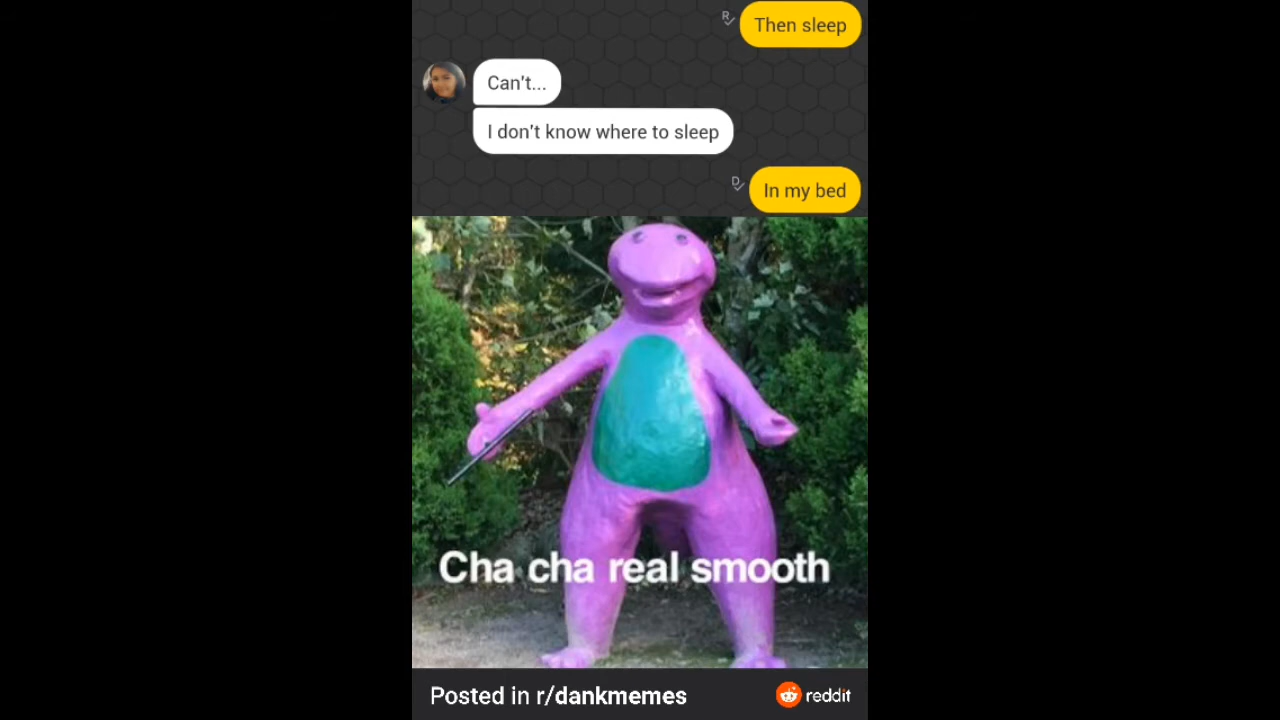 R
Then sleep
Can't...
I don't know where to sleep
D
In my bed
Cha cha real smooth
Posted in r/dankmemes
reddit